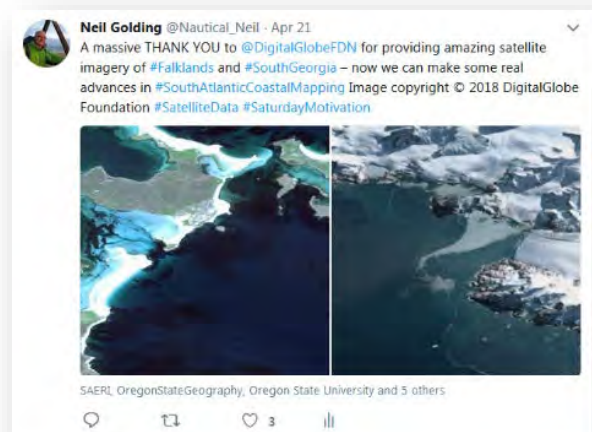 Neil Golding @Nautical_Neil · Apr 21
A massive THANK YOU to @DigitalGlobeFDN for providing amazing satellite
imagery of #Falklands and #SouthGeorgia – now we can make some real
advances in #SouthAtlanticCoastalMapping Image copyright © 2018 DigitalGlobe
Foundation #SatelliteData #SaturdayMotivation
SAERI, OregonStateGeography, Oregon State University and 5 others
3